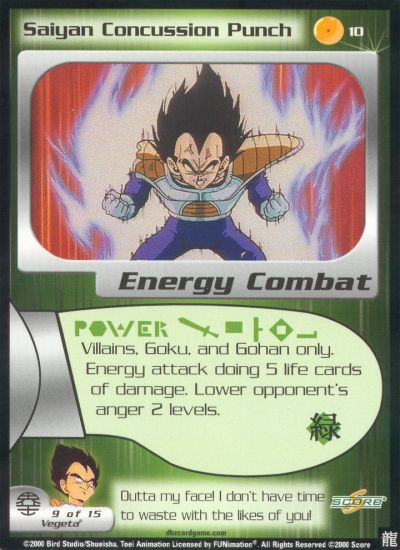 Saiyan Concussion Punch
10
Energy Combat
POWER
Villains, Goku, and Gohan only.
Energy attack doing 5 life cards
of damage. Lower opponent's
anger 2 levels.
緑
9 of 15
Vegeta®
Outta my face! I don't have time
to waste with the likes of you!
SCORE
dbzcardgame.com
©2000 Bird Studio/Shueisha, Toei Animation Licensed by FUNimation®. All Rights Reserved ©2000 Score
龍